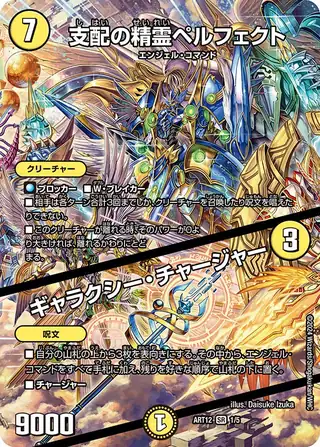 7
支配の精霊ペルフェクト
エンジェル・コマンド
クリーチャー
ブロッカー ■W・ブレイカー
■相手は各ターン合計3回までしか、クリーチャーを召喚したり呪文を唱えた
りできない。
■このクリーチャーが離れる時、そのパワーが0よ
り大きければ、離れるかわりにとど
まる。
3
ギャラクシー・チャージャー
呪文
■自分の山札の上から3枚を表向きにする。その中から、エンジェル・
コマンドをすべて手札に加え、残りを好きな順序で山札の下に置く。
illus. Daisuke Izuka
ART12 SR 1/5
9000
1